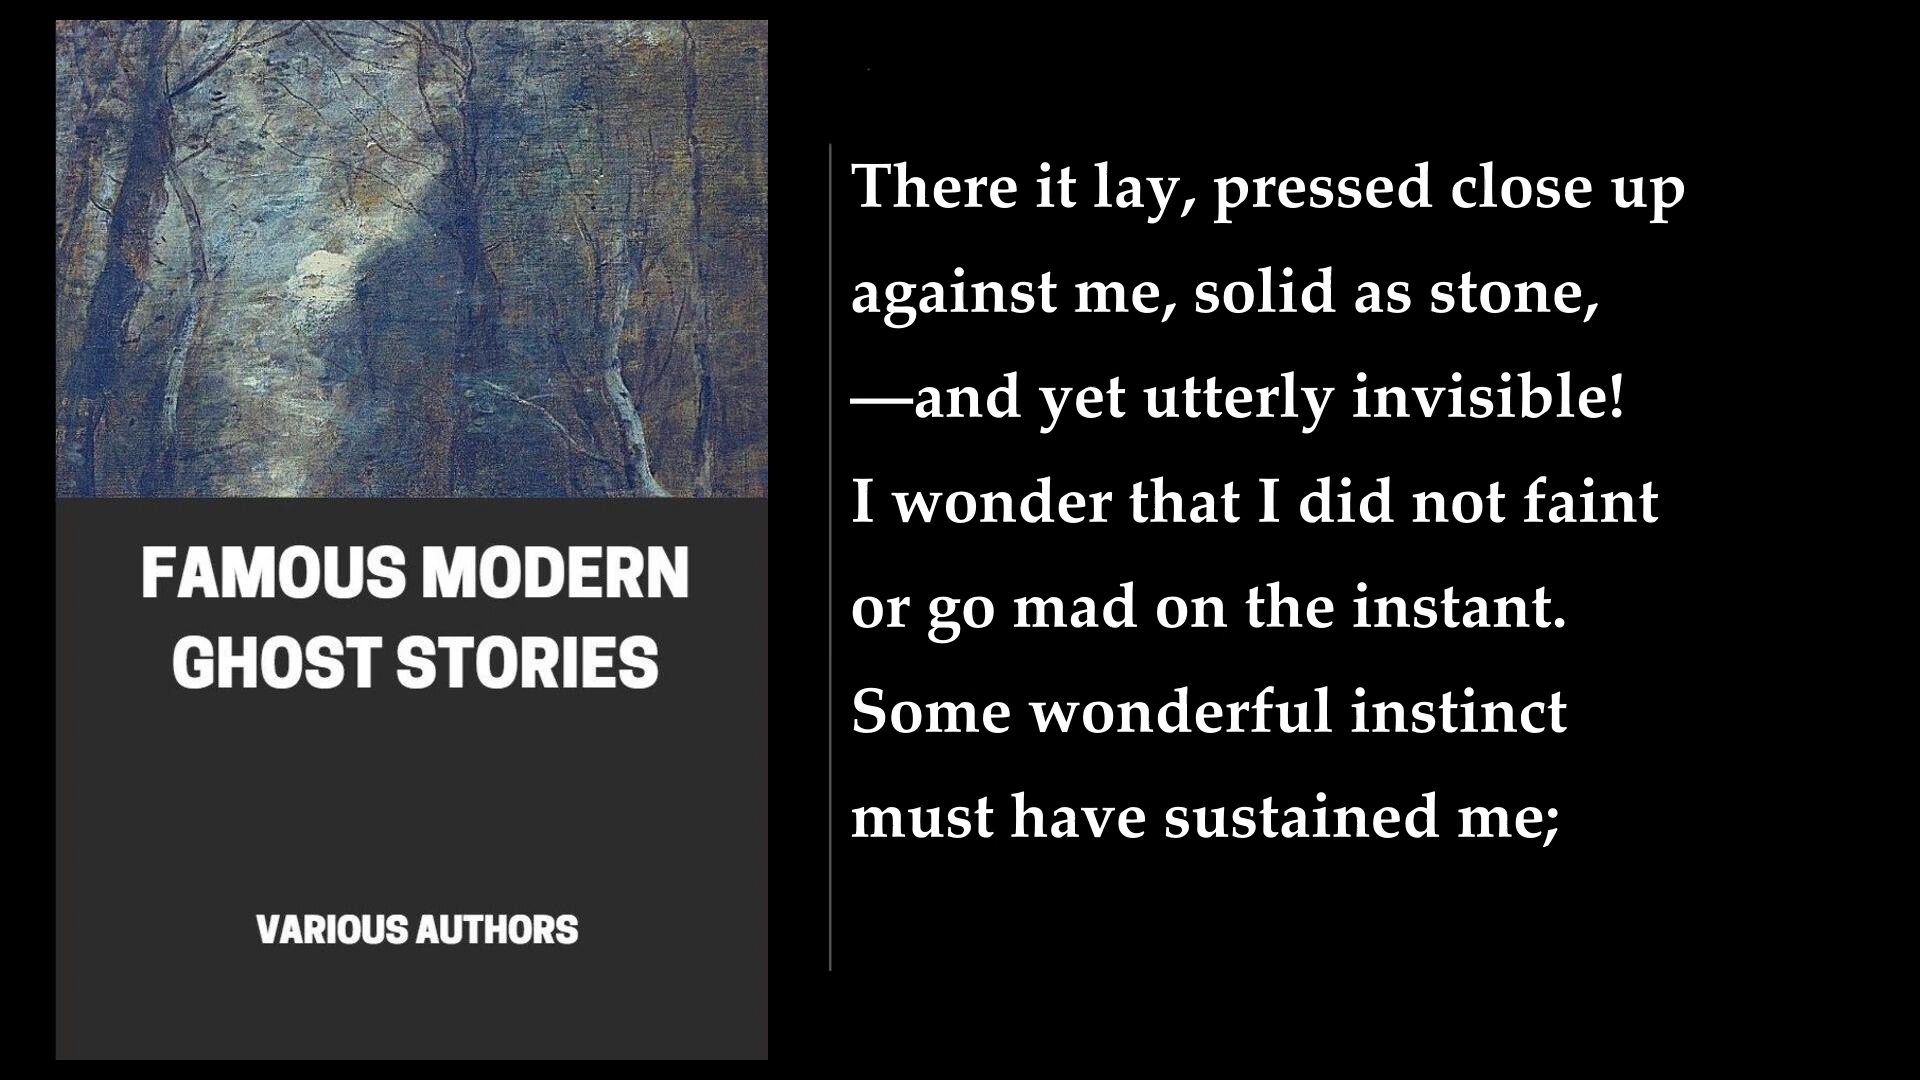 FAMOUS MODERN
GHOST STORIES
VARIOUS AUTHORS
There it lay, pressed close up
against me, solid as stone,
—and yet utterly invisible!
I wonder that I did not faint
or go mad on the instant.
Some wonderful instinct
must have sustained me;